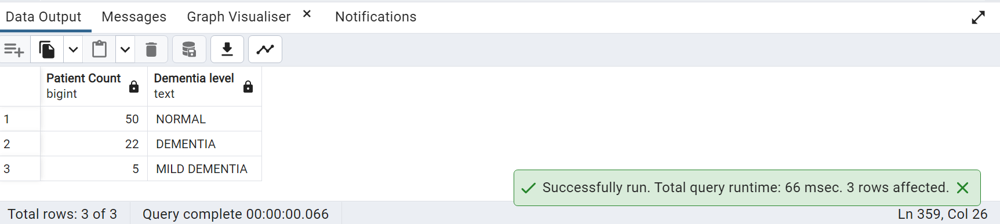 Data Output Messages Graph Visualiser × Notifications
Patient Count Dementia level
bigint text
1 50 NORMAL
2 22 DEMENTIA
3 5 MILD DEMENTIA
Successfully run. Total query runtime: 66 msec. 3 rows affected.
Total rows: 3 of 3 Query complete 00:00:00.066 Ln 359, Col 26